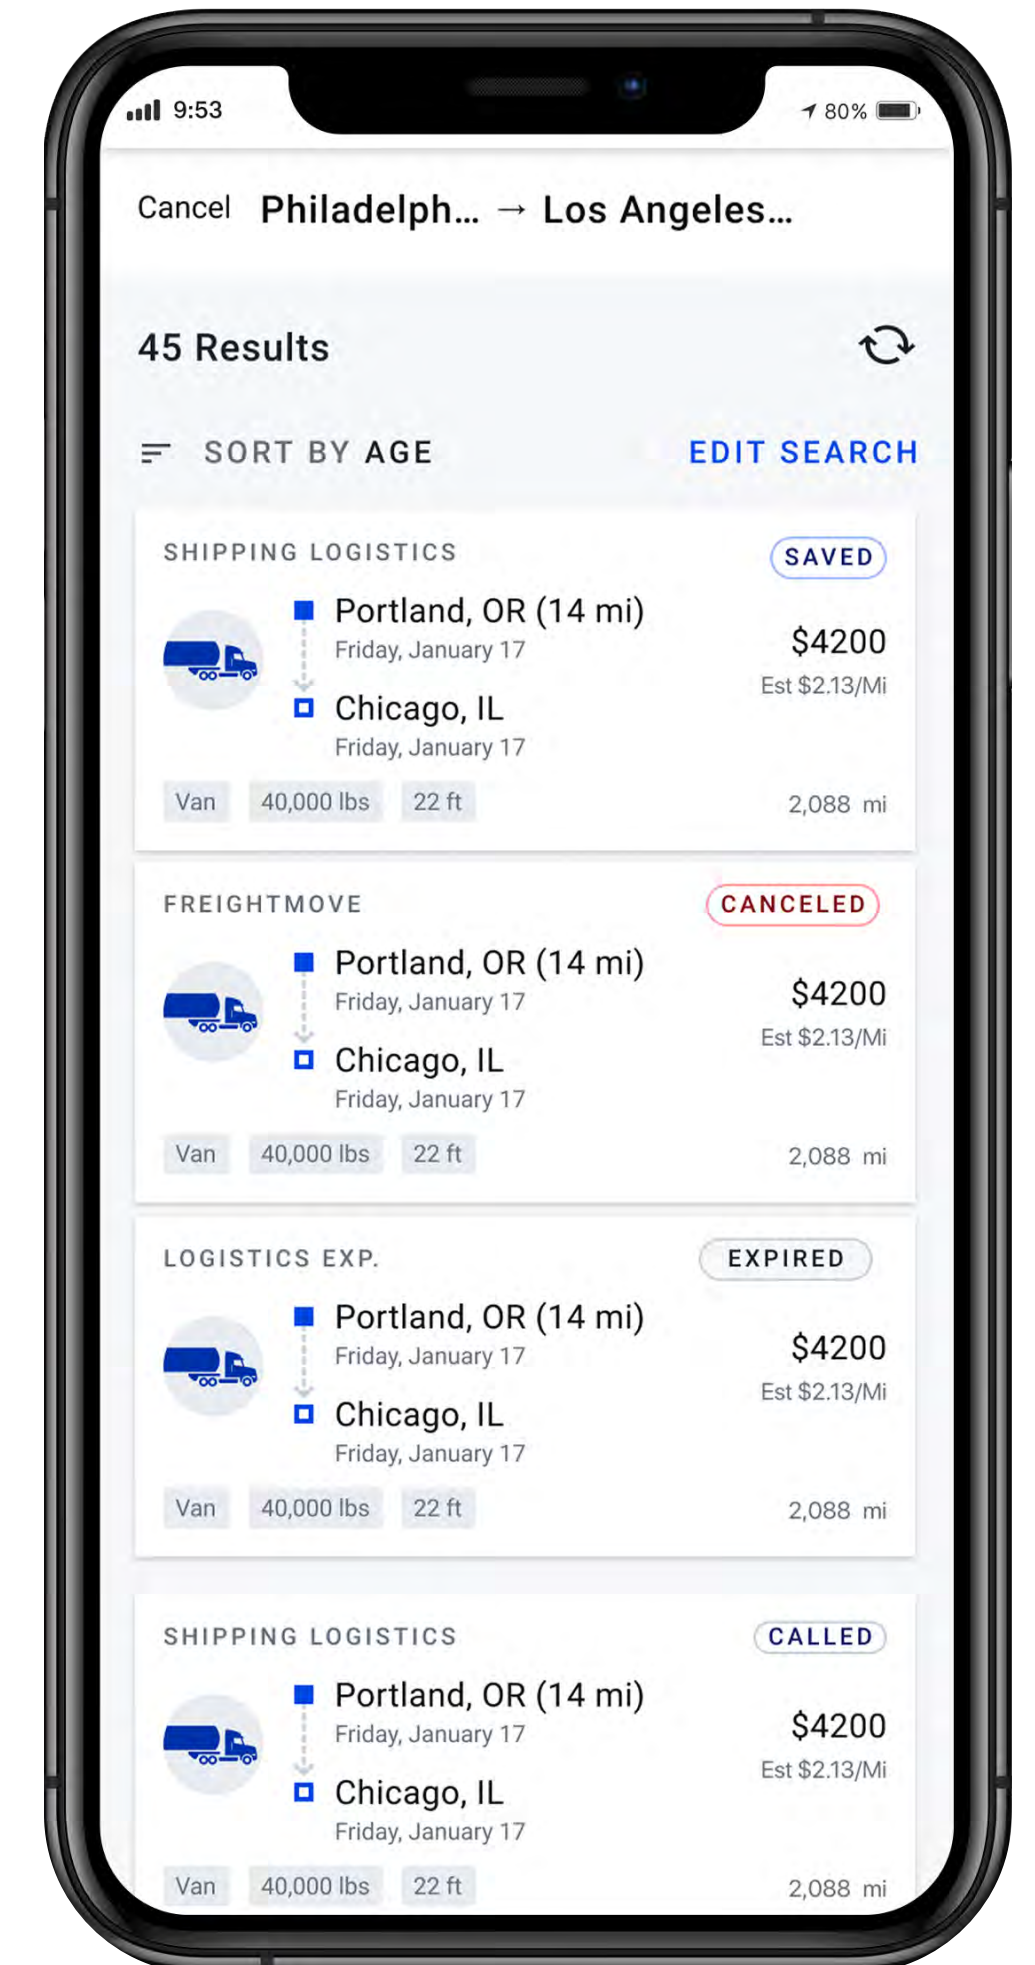 9:53
80%
Cancel Philadelph... → Los Angeles...
45 Results
SORT BY AGE EDIT SEARCH
SHIPPING LOGISTICS SAVED
Portland, OR (14 mi)
Friday, January 17
$4200
Est $2.13/Mi
Chicago, IL
Friday, January 17
Van 40,000 lbs 22 ft 2,088 mi
FREIGHTMOVE CANCELED
Portland, OR (14 mi)
Friday, January 17
$4200
Est $2.13/Mi
Chicago, IL
Friday, January 17
Van 40,000 lbs 22 ft 2,088 mi
LOGISTICS EXP. EXPIRED
Portland, OR (14 mi)
Friday, January 17
$4200
Est $2.13/Mi
Chicago, IL
Friday, January 17
Van 40,000 lbs 22 ft 2,088 mi
SHIPPING LOGISTICS CALLED
Portland, OR (14 mi)
Friday, January 17
$4200
Est $2.13/Mi
Chicago, IL
Friday, January 17
Van 40,000 lbs 22 ft 2,088 mi